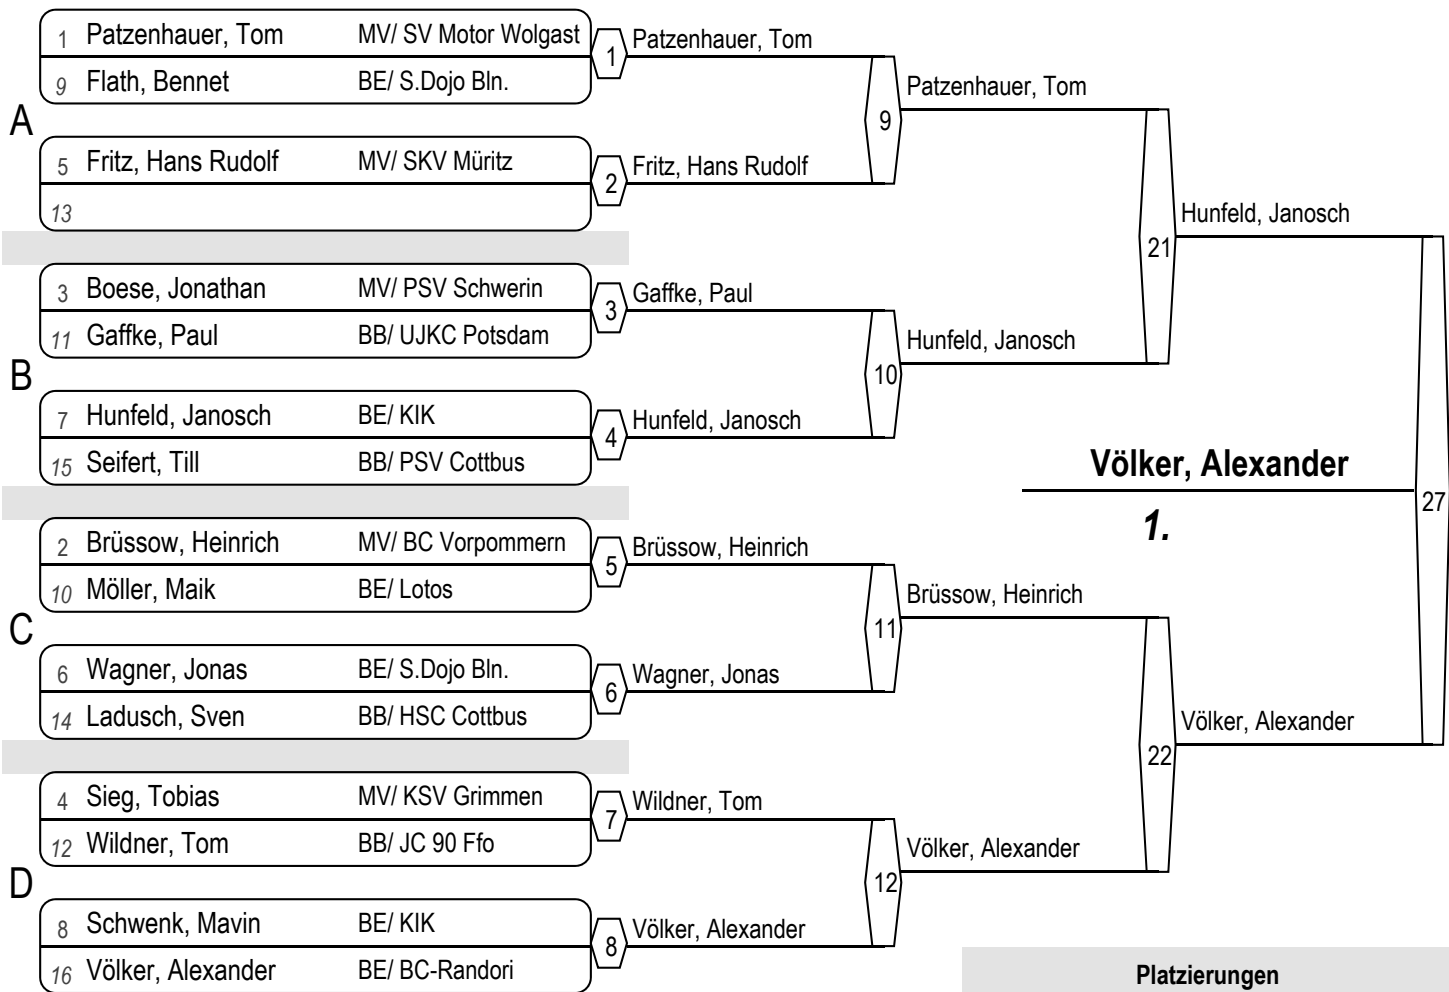 1 Patzenhauer, Tom MV/ SV Motor Wolgast
9 Flath, Bennet BE/ S.Dojo Bln.
1 Patzenhauer, Tom
A
5 Fritz, Hans Rudolf MV/ SKV Müritz
13
2 Fritz, Hans Rudolf
9 Patzenhauer, Tom
3 Boese, Jonathan MV/ PSV Schwerin
11 Gaffke, Paul BB/ UJKC Potsdam
3 Gaffke, Paul
B
7 Hunfeld, Janosch BE/ KIK
15 Seifert, Till BB/ PSV Cottbus
4 Hunfeld, Janosch
10 Hunfeld, Janosch
21 Hunfeld, Janosch
2 Brüssow, Heinrich MV/ BC Vorpommern
10 Möller, Maik BE/ Lotos
5 Brüssow, Heinrich
C
6 Wagner, Jonas BE/ S.Dojo Bln.
14 Ladusch, Sven BB/ HSC Cottbus
6 Wagner, Jonas
11 Brüssow, Heinrich
4 Sieg, Tobias MV/ KSV Grimmen
12 Wildner, Tom BB/ JC 90 Ffo
7 Wildner, Tom
D
8 Schwenk, Mavin BE/ KIK
16 Völker, Alexander BE/ BC-Randori
8 Völker, Alexander
12 Völker, Alexander
22 Völker, Alexander
27
Völker, Alexander
1.
Platzierungen